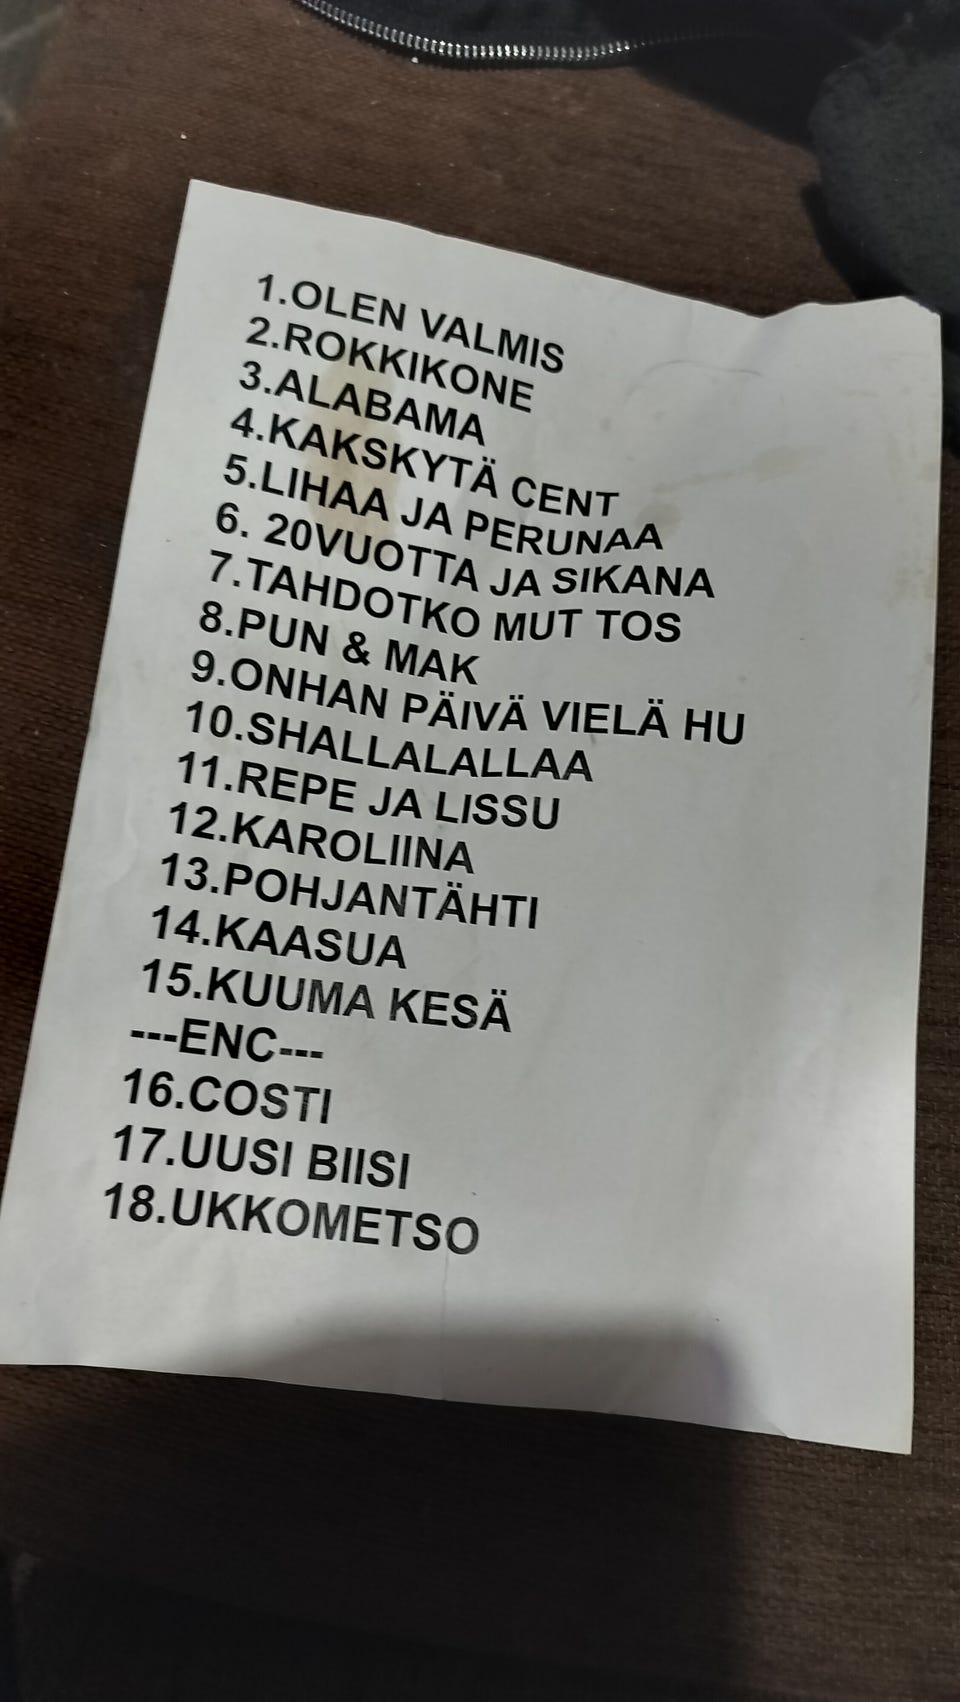 1.OLEN VALMIS
2.ROKKIKONE
3.ALABAMA
4.KAKSKYTÄ CENT
5.LIHAA JA PERUNAA
6. 20VUOTTA JA SIKANA
7.TAHDOTKO MUT TOS
8.PUN & MAK
9.ONHAN PÄIVÄ VIELÄ HU
10.SHALLALALLAA
11.REPE JA LISSU
12.KAROLIINA
13.POHJANTÄHTI
14.KAASUA
15.KUUMA KESÄ
---ENC---
16.COSTI
17.UUSI BIISI
18.UKKOMETSO